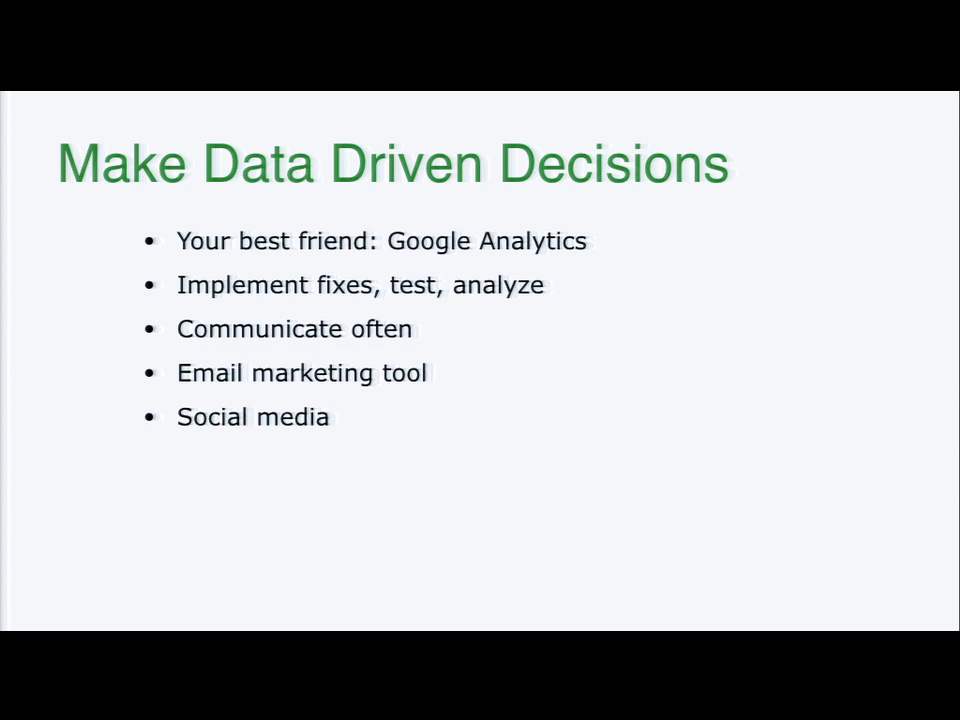 Make Data Driven Decisions
• Your best friend: Google Analytics
• Implement fixes, test, analyze
• Communicate often
• Email marketing tool
• Social media